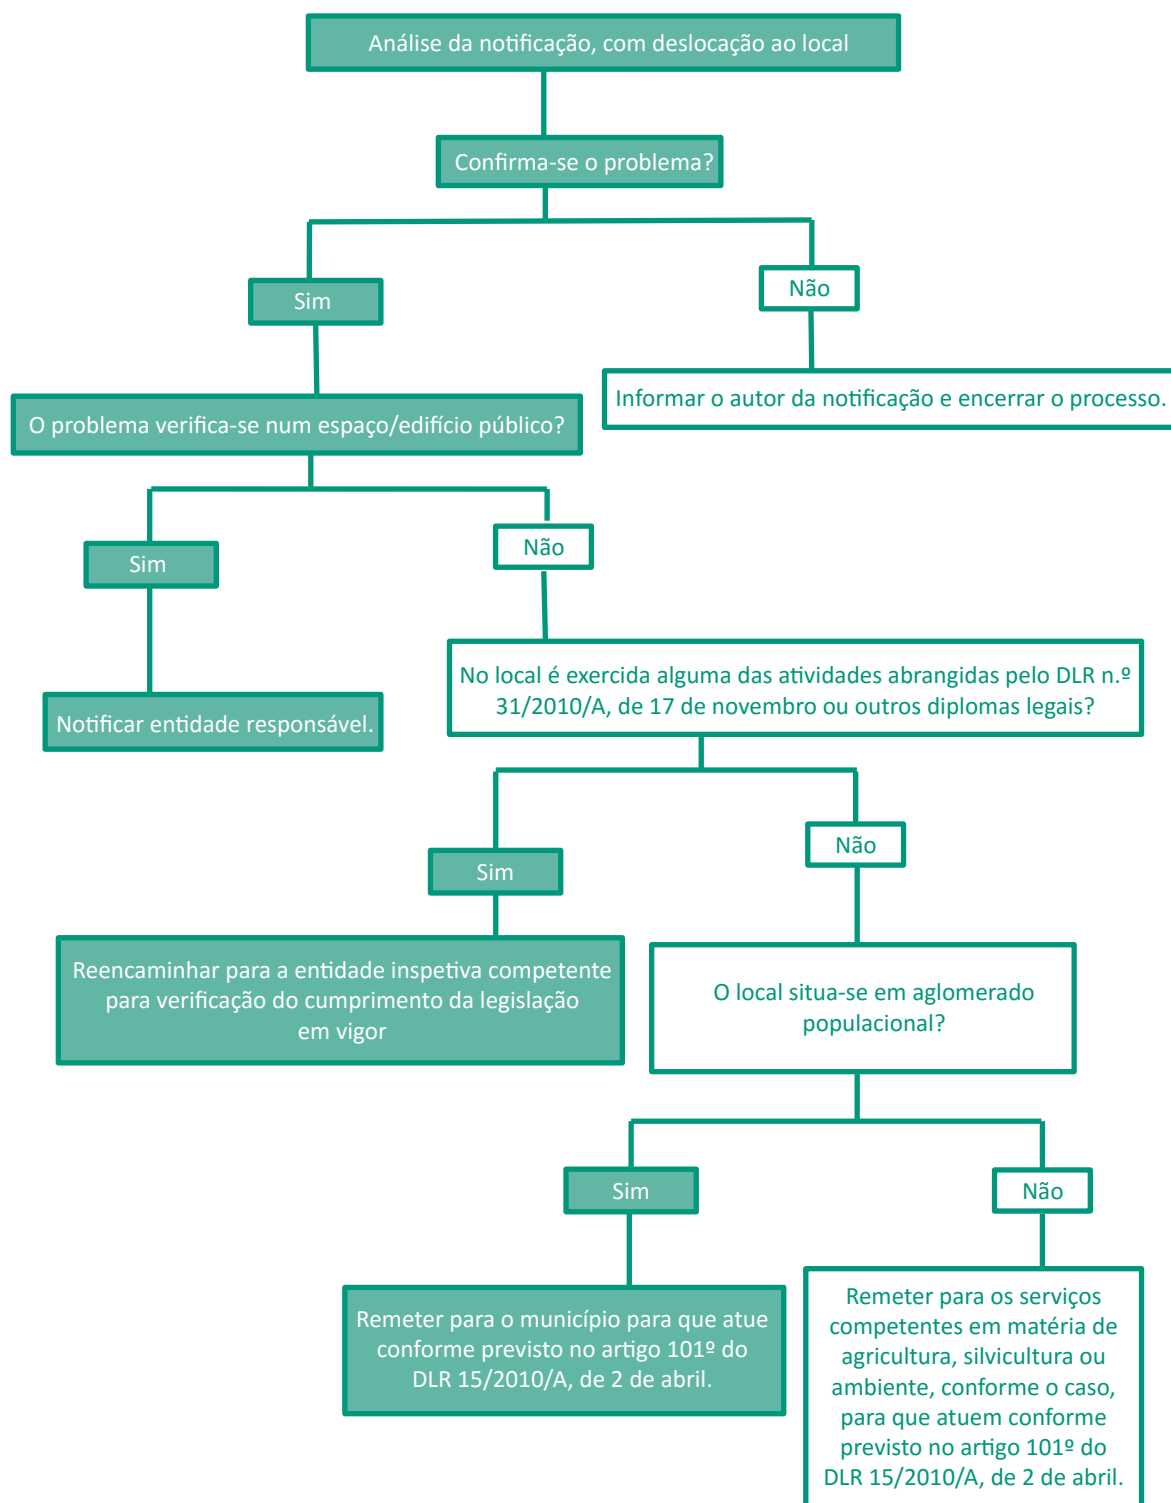 Análise da notificação, com deslocação ao local
Confirma-se o problema?
Sim
Não
O problema verifica-se num espaço/edifício público?
Informar o autor da notificação e encerrar o processo.
Sim
Não
Notificar entidade responsável.
No local é exercida alguma das atividades abrangidas pelo DLR n.º
31/2010/A, de 17 de novembro ou outros diplomas legais?
Sim
Não
Reencaminhar para a entidade inspetiva competente
para verificação do cumprimento da legislação
em vigor
O local situa-se em aglomerado
populacional?
Sim
Não
Remeter para o município para que atue
conforme previsto no artigo 101º do
DLR 15/2010/A, de 2 de abril.
Remeter para os serviços
competentes em matéria de
agricultura, silvicultura ou
ambiente, conforme o caso,
para que atuem conforme
previsto no artigo 101º do
DLR 15/2010/A, de 2 de abril.